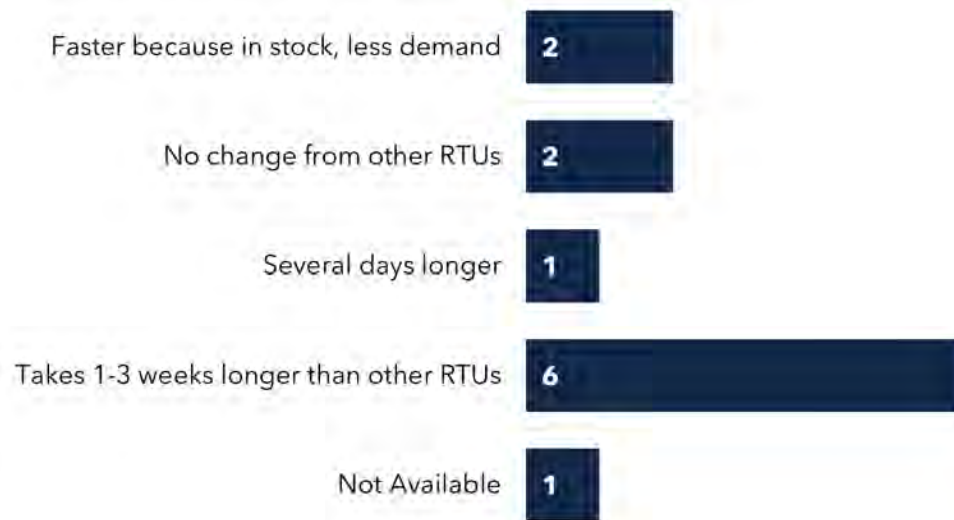 Faster because in stock, less demand 2
No change from other RTUs 2
Several days longer 1
Takes 1-3 weeks longer than other RTUs 6
Not Available 1